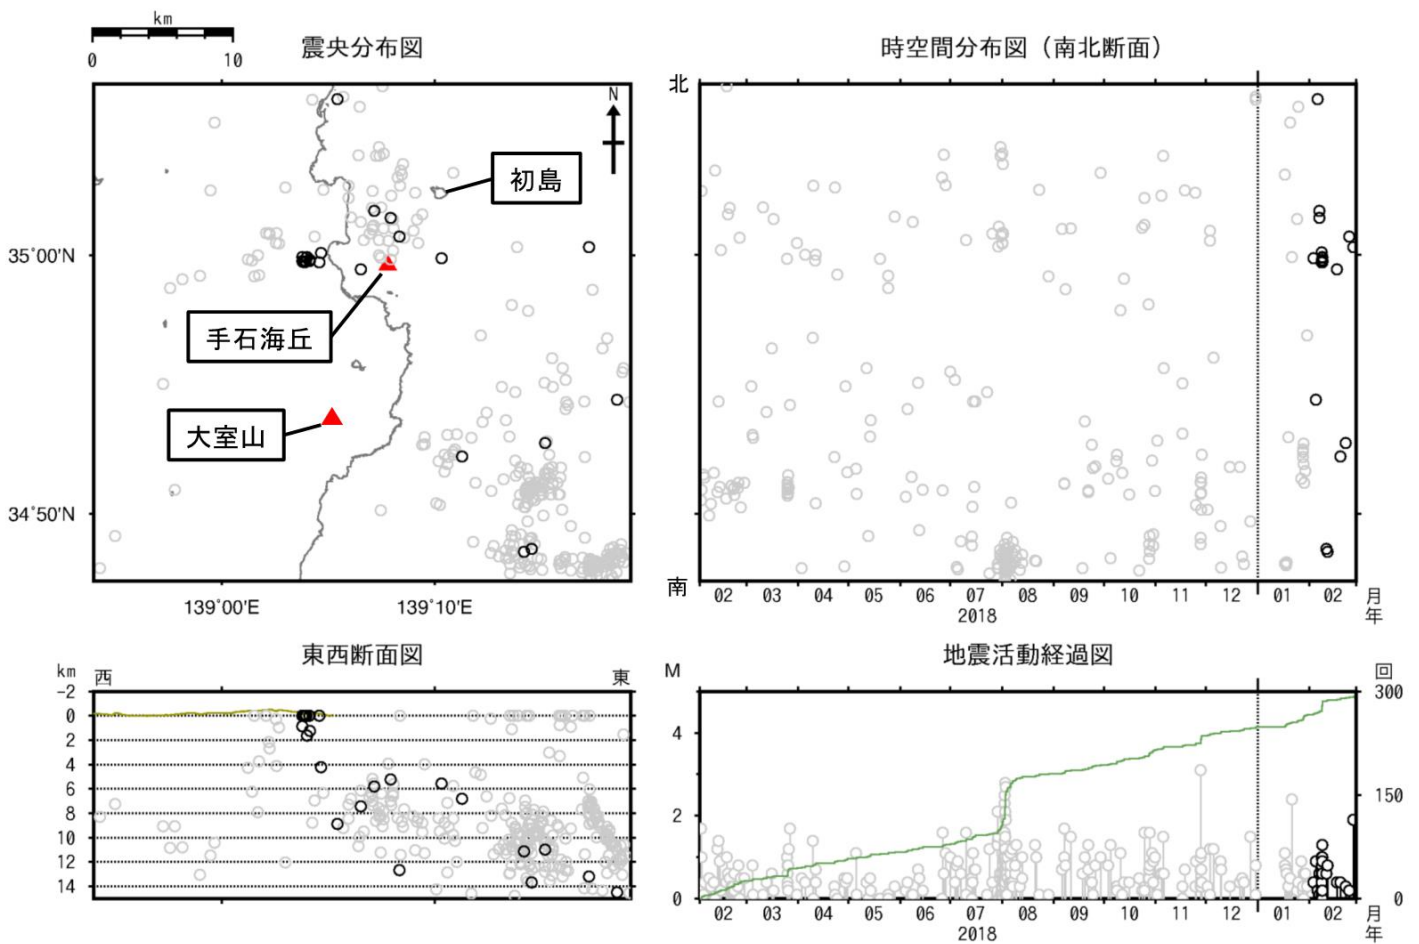 km
0 10
震央分布図
N
初島
手石海丘
大室山
35°00'N
34°50'N
139°00'E 139°10'E
時空間分布図（南北断面）
北
南
02 03 04 05 06 07 08 09 10 11 12 01 02 月
2018 年
東西断面図
km 西 東
-2
0
2
4
6
8
10
12
14
地震活動経過図
M 回
4
2
0
300
150
0
02 03 04 05 06 07 08 09 10 11 12 01 02 月
2018 年